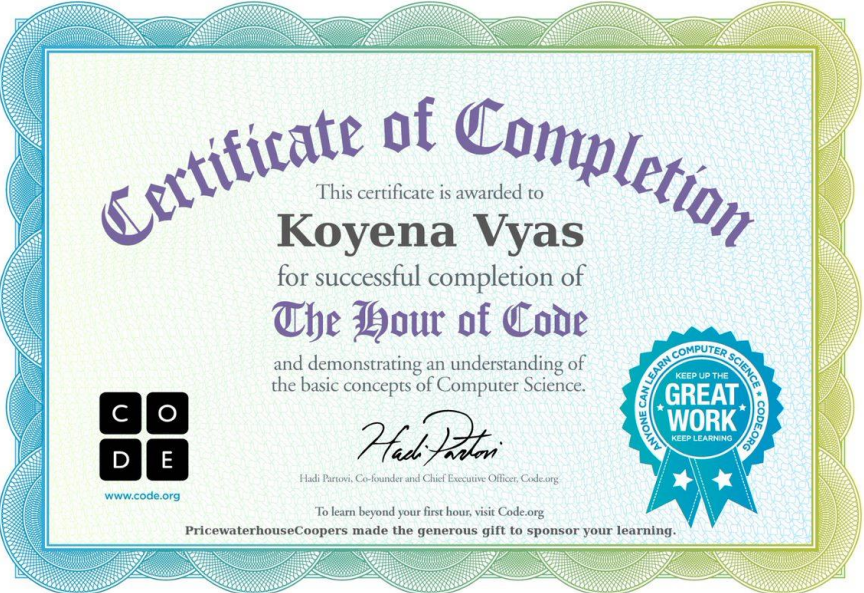 Certificate of Completion
This certificate is awarded to
Koyena Vyas
for successful completion of
The Hour of Code
and demonstrating an understanding of
the basic concepts of Computer Science.
C O
D E
www.code.org
Hadi Partovi
Hadi Partovi, Co-founder and Chief Executive Officer, Code.org
ANYONE CAN LEARN COMPUTER SCIENCE ★ CODE.ORG ★
KEEP UP THE
GREAT
WORK
KEEP LEARNING
To learn beyond your first hour, visit Code.org
PricewaterhouseCoopers made the generous gift to sponsor your learning.